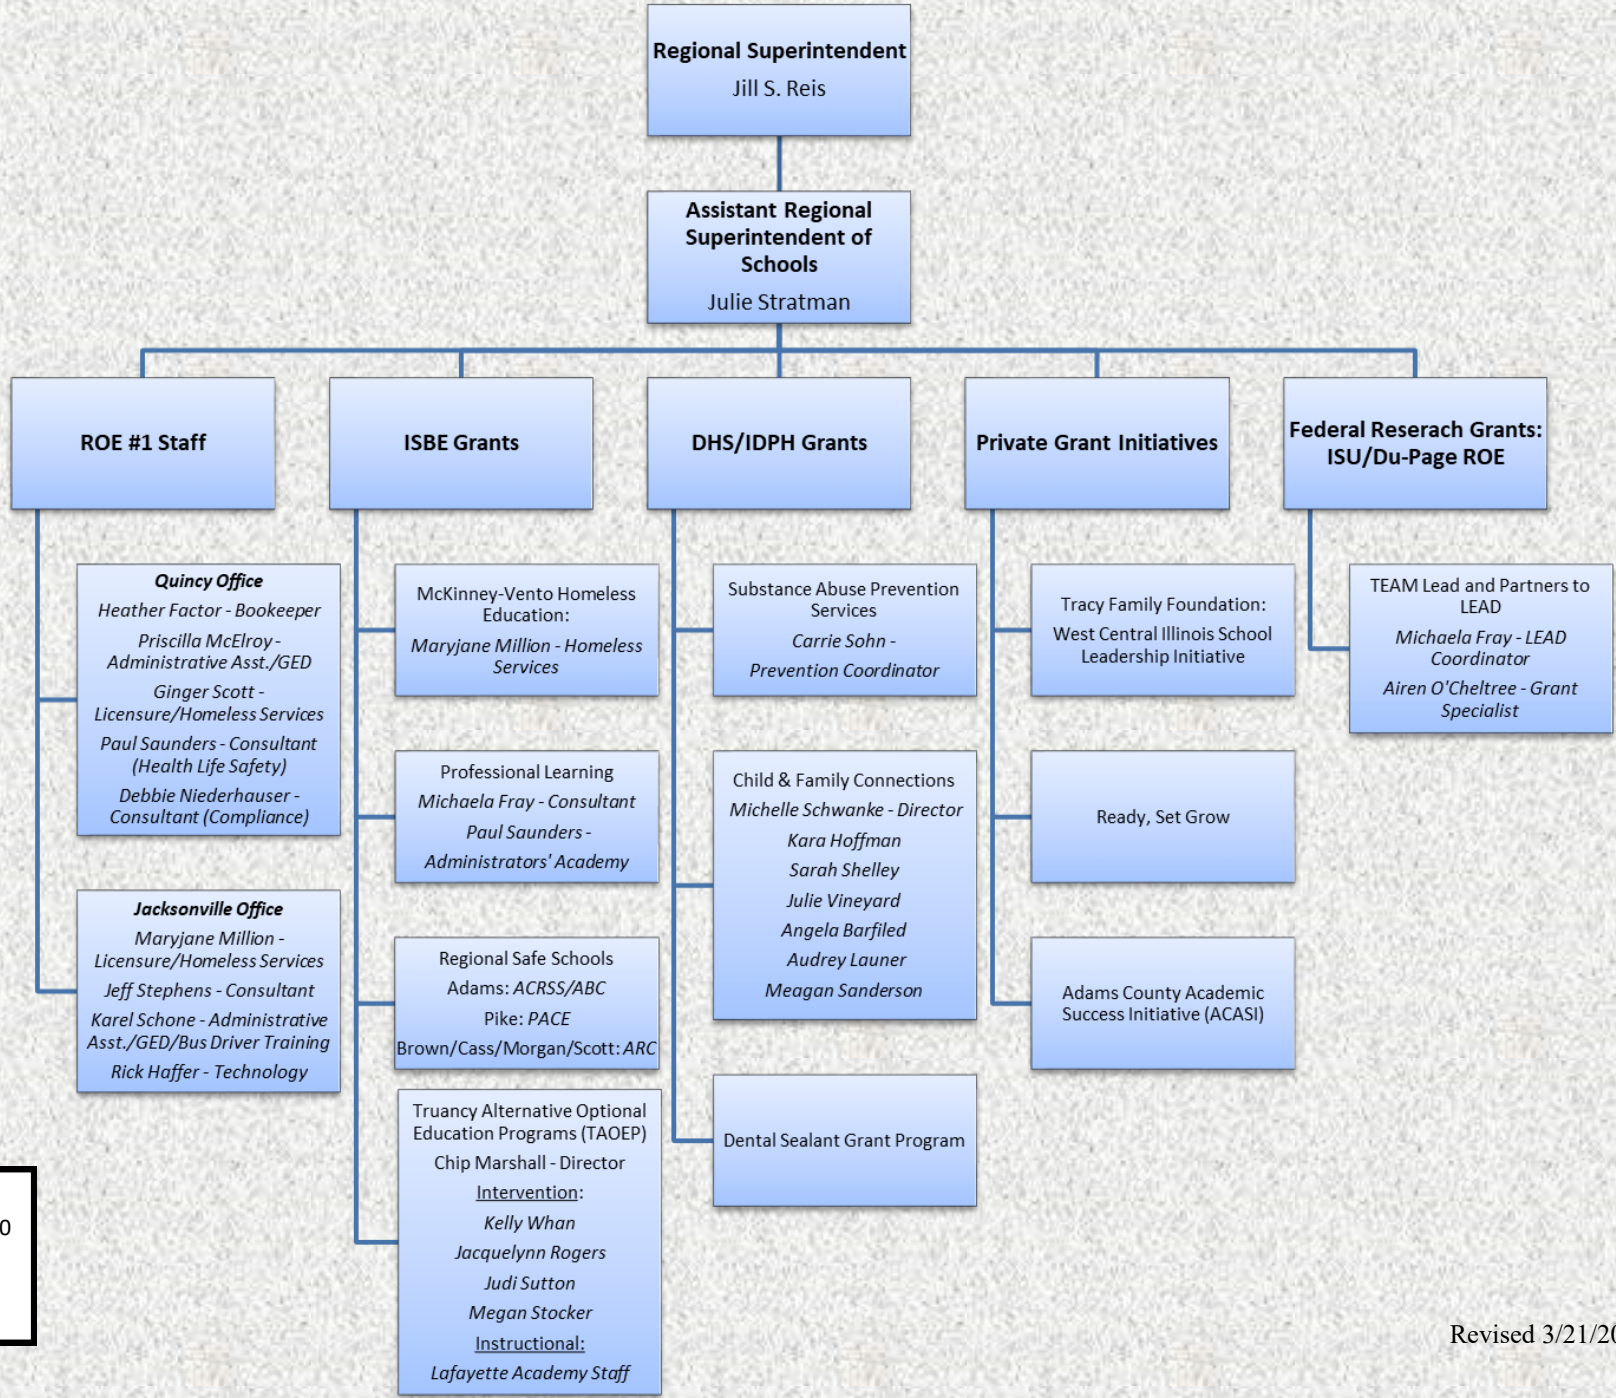 Regional Superintendent
Jill S. Reis
Assistant Regional
Superintendent of
Schools
Julie Stratman
ROE #1 Staff
ISBE Grants
DHS/IDPH Grants
Private Grant Initiatives
Federal Reserach Grants:
ISU/Du-Page ROE
Quincy Office
Heather Factor - Bookeeper
Priscilla McElroy -
Administrative Asst./GED
Ginger Scott -
Licensure/Homeless Services
Paul Saunders - Consultant
(Health Life Safety)
Debbie Niederhauser -
Consultant (Compliance)
Jacksonville Office
Maryjane Million -
Licensure/Homeless Services
Jeff Stephens - Consultant
Karel Schone - Administrative
Asst./GED/Bus Driver Training
Rick Haffer - Technology
McKinney-Vento Homeless
Education:
Maryjane Million - Homeless
Services
Professional Learning
Michaela Fray - Consultant
Paul Saunders -
Administrators' Academy
Regional Safe Schools
Adams: ACRSS/ABC
Pike: PACE
Brown/Cass/Morgan/Scott: ARC
Truancy Alternative Optional
Education Programs (TAOEP)
Chip Marshall - Director
Intervention:
Kelly Whan
Jacquelynn Rogers
Judi Sutton
Megan Stocker
Instructional:
Lafayette Academy Staff
Substance Abuse Prevention
Services
Carrie Sohn -
Prevention Coordinator
Child & Family Connections
Michelle Schwanke - Director
Kara Hoffman
Sarah Shelley
Julie Vineyard
Angela Barfiled
Audrey Launer
Meagan Sanderson
Dental Sealant Grant Program
Tracy Family Foundation:
West Central Illinois School
Leadership Initiative
Ready, Set Grow
Adams County Academic
Success Initiative (ACASI)
TEAM Lead and Partners to
LEAD
Michaela Fray - LEAD
Coordinator
Airen O'Cheltree - Grant
Specialist
0
Revised 3/21/20